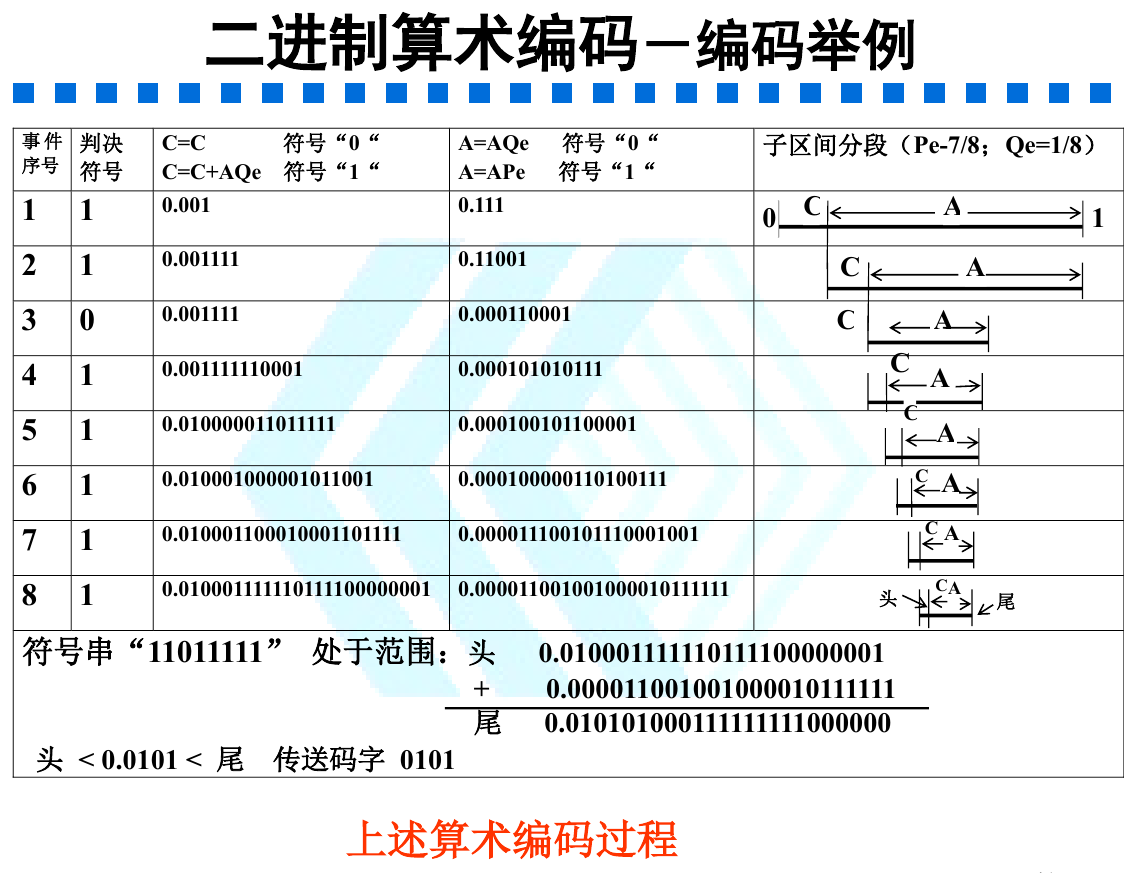 二进制算术编码－编码举例
事件序号 判决符号 C=C 符号“0“ A=AQe 符号“0“ 子区间分段（Pe-7/8；Qe=1/8）
C=C+AQe 符号“1“ A=APe 符号“1“
1 1 0.001 0.111 0 C A 1
2 1 0.001111 0.11001 C A
3 0 0.001111 0.000110001 C A
4 1 0.001111110001 0.000101010111 C A
5 1 0.010000011011111 0.000100101100001 C A
6 1 0.010001000001011001 0.000100000110100111 C A
7 1 0.010001100010001101111 0.000011100101110001001 C A
8 1 0.010001111110111100000001 0.000011001001000010111111 头 C A 尾
符号串“11011111” 处于范围：头 0.010001111110111100000001
+ 0.000011001001000010111111
尾 0.010101000111111111000000
头 < 0.0101 < 尾 传送码字 0101
上述算术编码过程